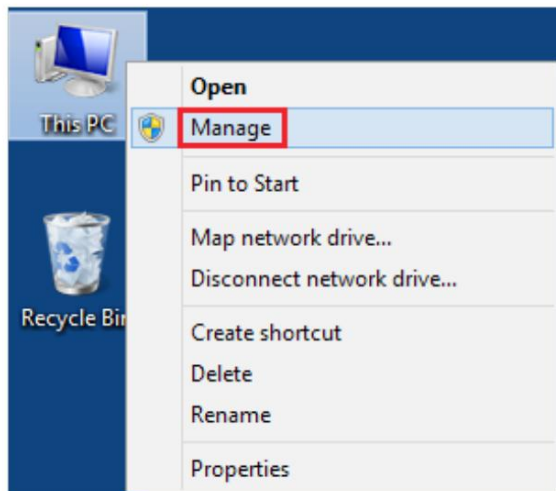 This PC
Recycle Bin
Open
Manage
Pin to Start
Map network drive...
Disconnect network drive...
Create shortcut
Delete
Rename
Properties